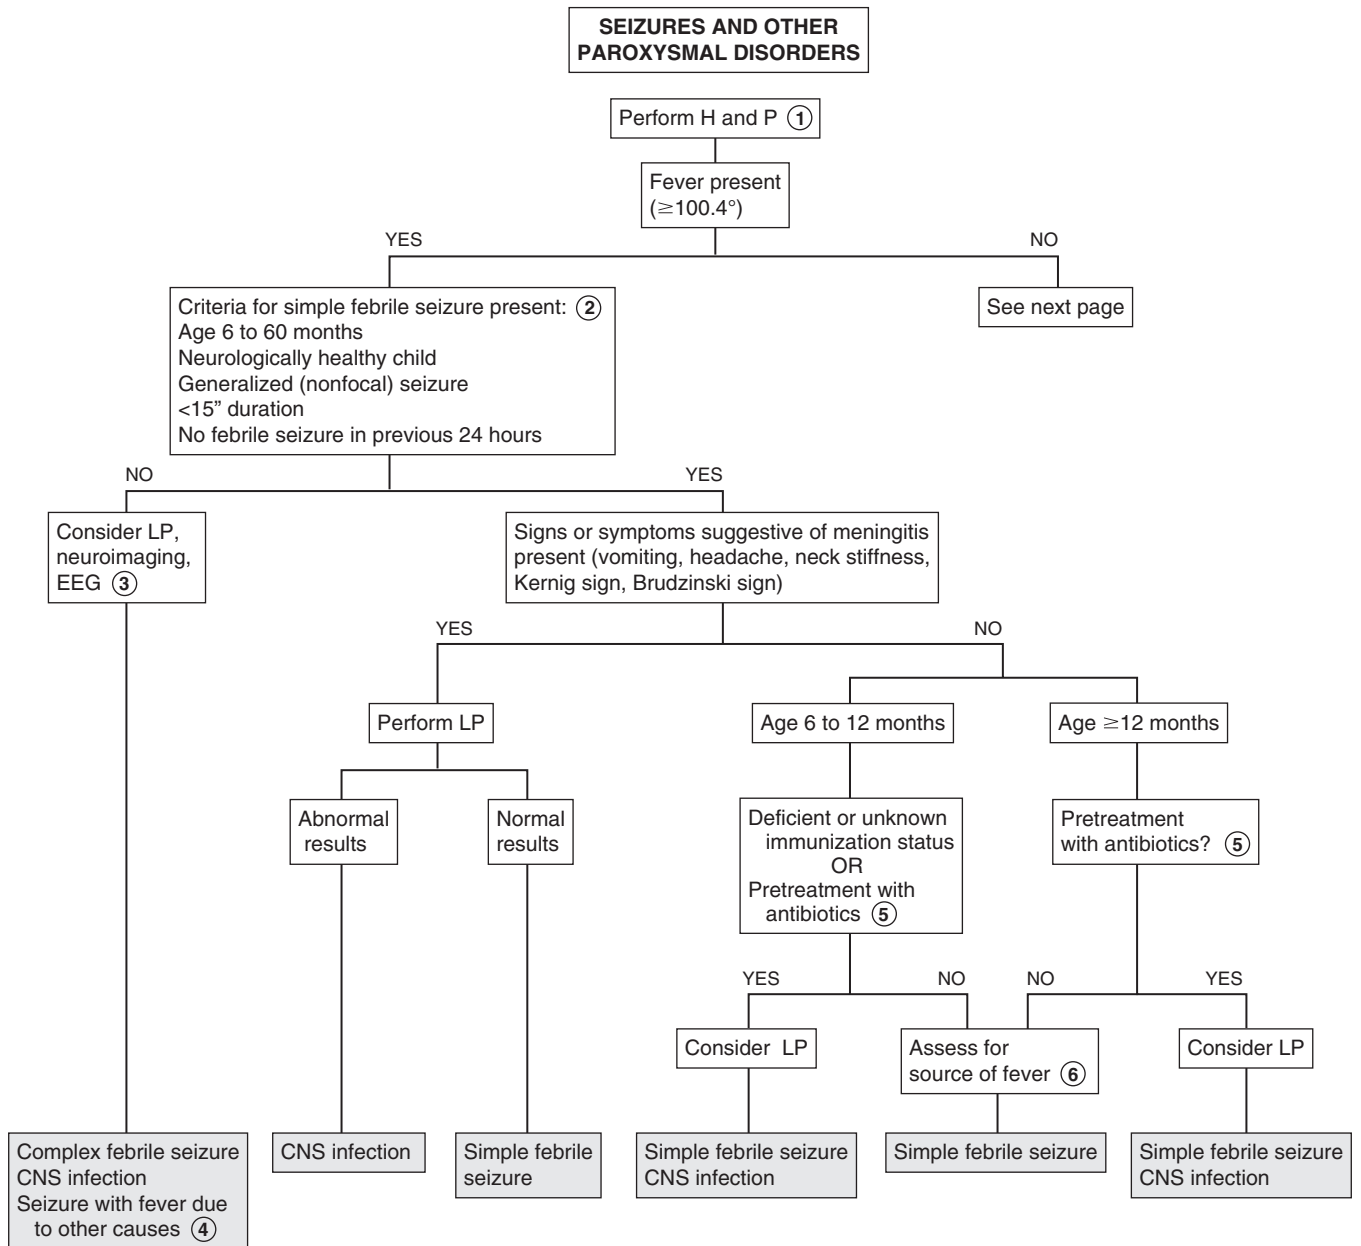 SEIZURES AND OTHER
PAROXYSMAL DISORDERS
Perform H and P ①
Fever present
(≥100.4°)
YES
NO
Criteria for simple febrile seizure present: ②
Age 6 to 60 months
Neurologically healthy child
Generalized (nonfocal) seizure
<15” duration
No febrile seizure in previous 24 hours
See next page
NO
YES
Consider LP,
neuroimaging,
EEG ③
Signs or symptoms suggestive of meningitis
present (vomiting, headache, neck stiffness,
Kernig sign, Brudzinski sign)
YES
NO
Perform LP
Age 6 to 12 months
Age ≥12 months
Abnormal
results
Normal
results
Deficient or unknown
immunization status
OR
Pretreatment with
antibiotics ⑤
Pretreatment
with antibiotics? ⑤
YES
NO
NO
YES
Consider LP
Assess for
source of fever ⑥
Consider LP
Complex febrile seizure
CNS infection
Seizure with fever due
to other causes ④
CNS infection
Simple febrile
seizure
Simple febrile seizure
CNS infection
Simple febrile seizure
Simple febrile seizure
CNS infection